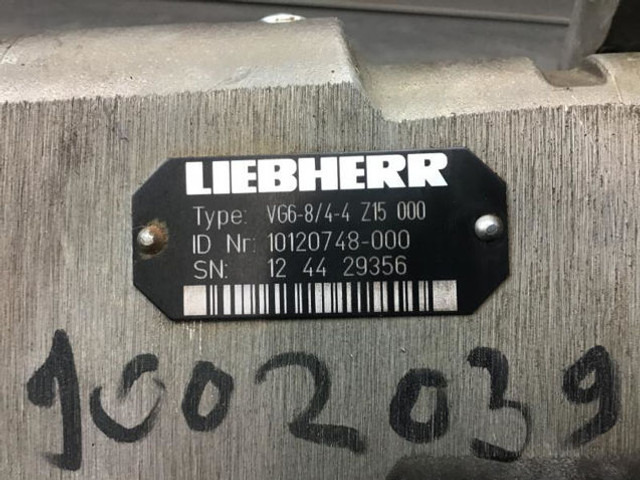 LIEBHERR
Type: VG6-8/4-4 Z15 000
ID Nr: 10120748-000
SN: 12 44 29356
1002039